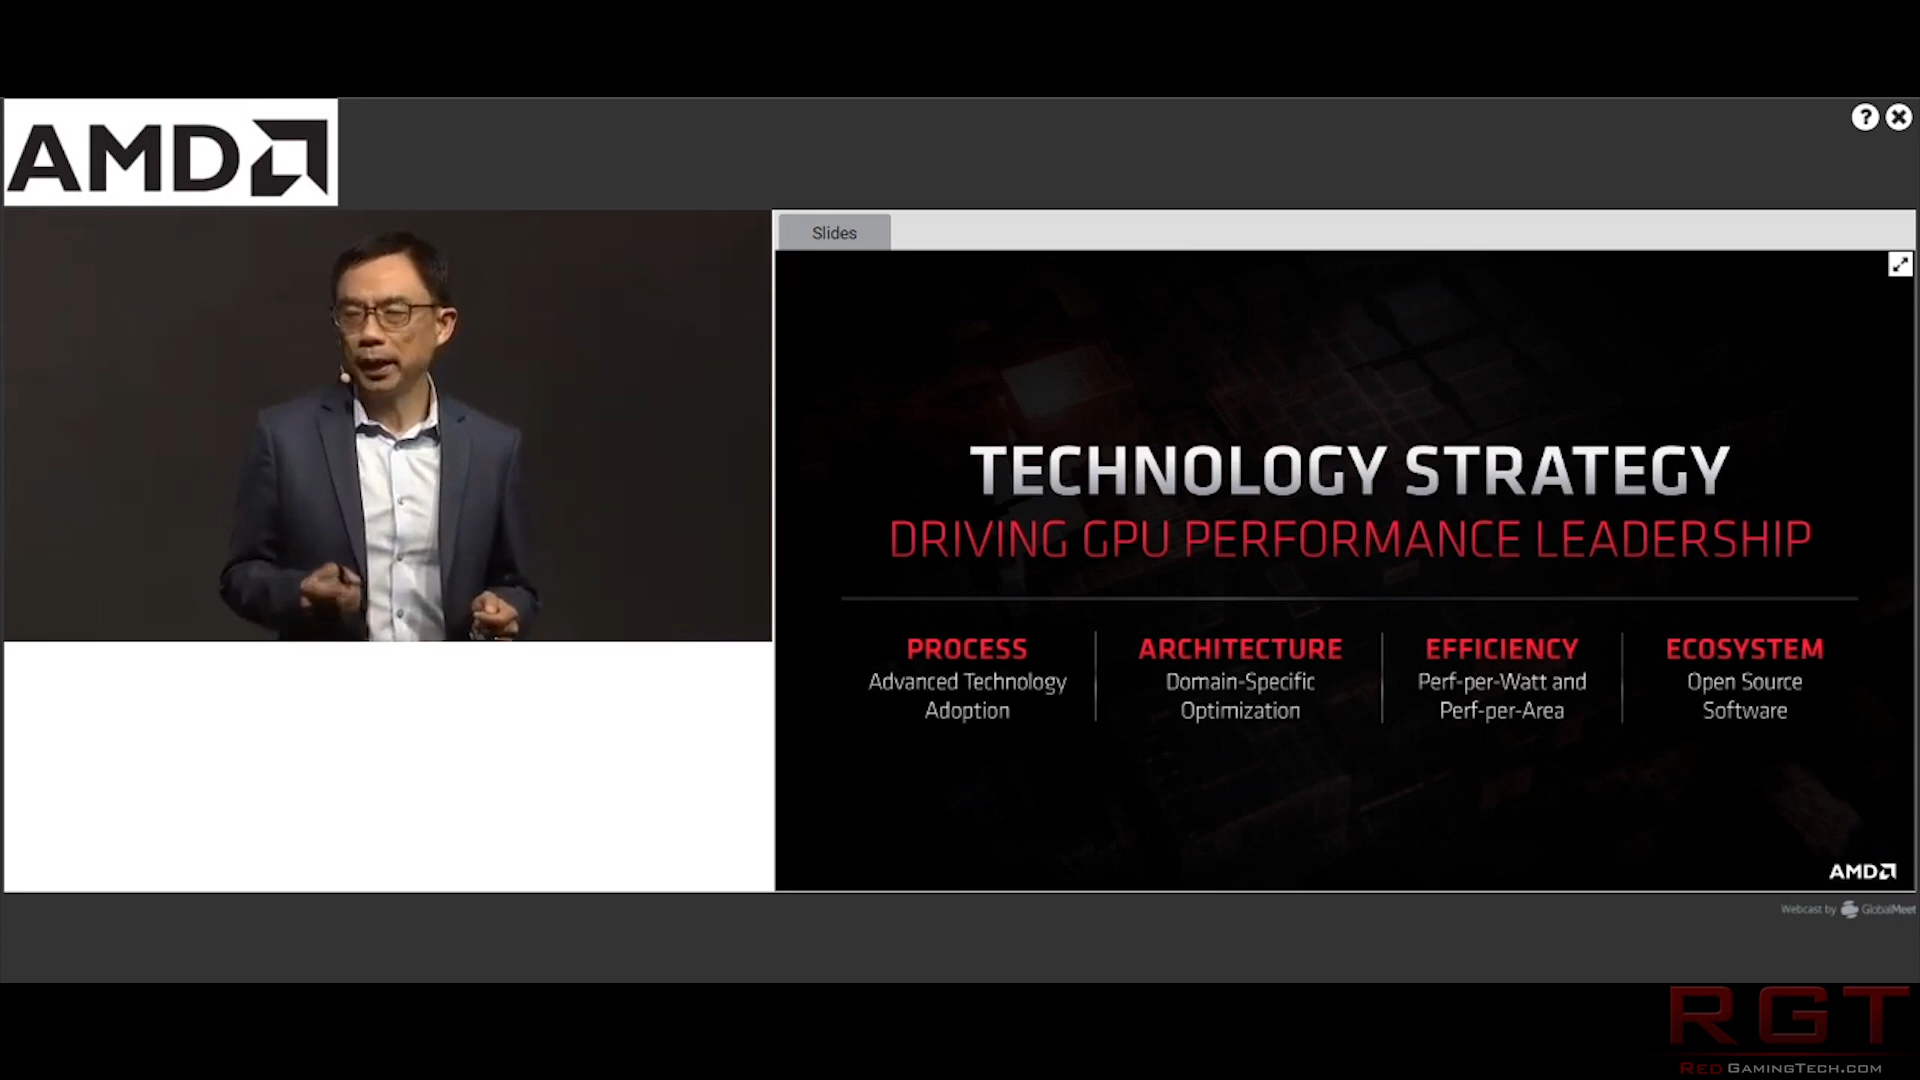 AMD
?
Slides
TECHNOLOGY STRATEGY
DRIVING GPU PERFORMANCE LEADERSHIP
PROCESS
Advanced Technology
Adoption
ARCHITECTURE
Domain-Specific
Optimization
EFFICIENCY
Perf-per-Watt and
Perf-per-Area
ECOSYSTEM
Open Source
Software
AMD
Webcast by GlobalMeet
RGT
REDGAMINGTECH.COM